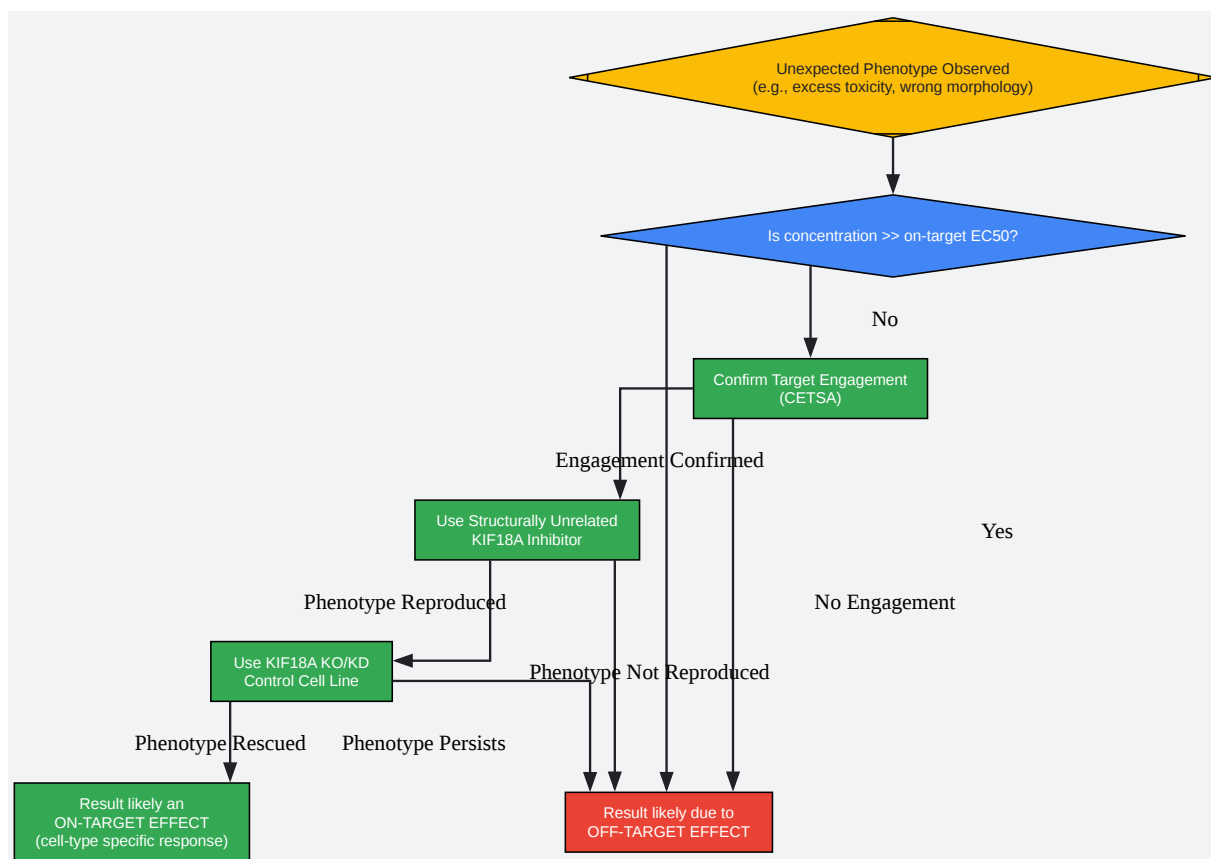 Unexpected Phenotype Observed
(e.g., excess toxicity, wrong morphology)
Is concentration >> on-target EC50?
No
Confirm Target Engagement
(CETSA)
Engagement Confirmed
Use Structurally Unrelated
KIF18A Inhibitor
Yes
Phenotype Reproduced
No Engagement
Use KIF18A KO/KD
Control Cell Line
Phenotype Not Reproduced
Phenotype Rescued
Phenotype Persists
Result likely an
ON-TARGET EFFECT
(cell-type specific response)
Result likely due to
OFF-TARGET EFFECT